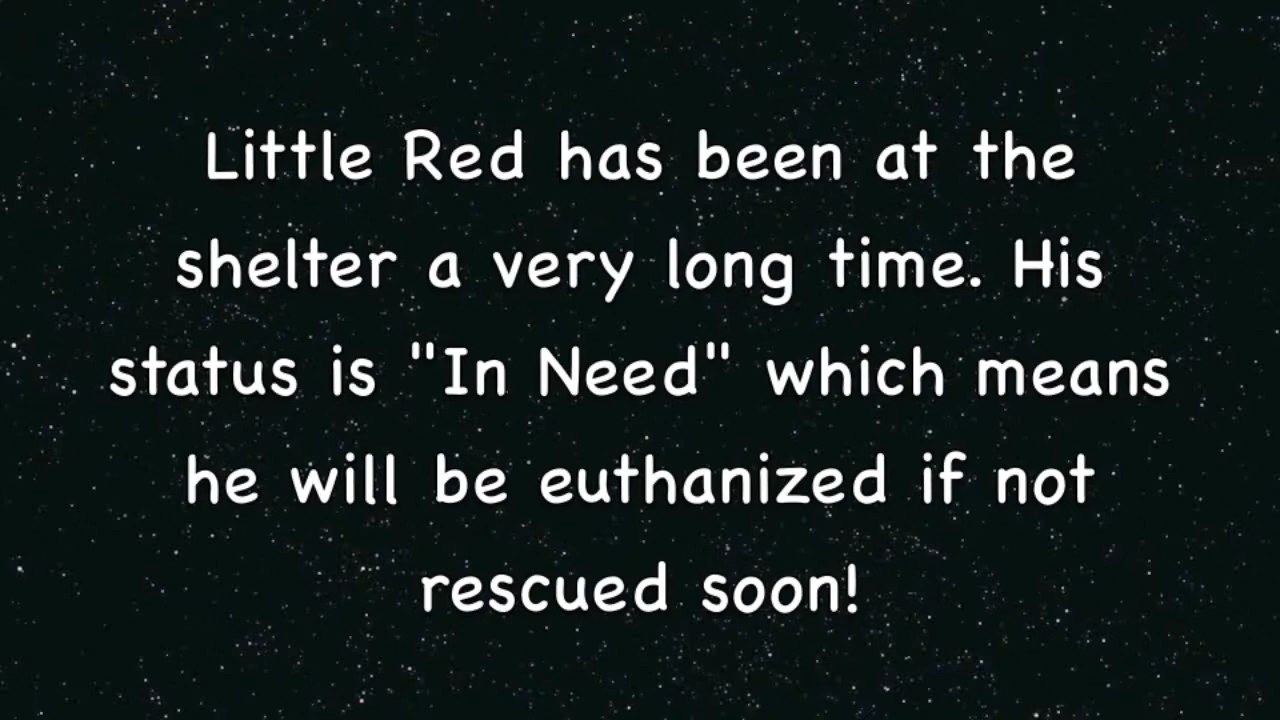 Little Red has been at the
shelter a very long time. His
status is "In Need" which means
he will be euthanized if not
rescued soon!